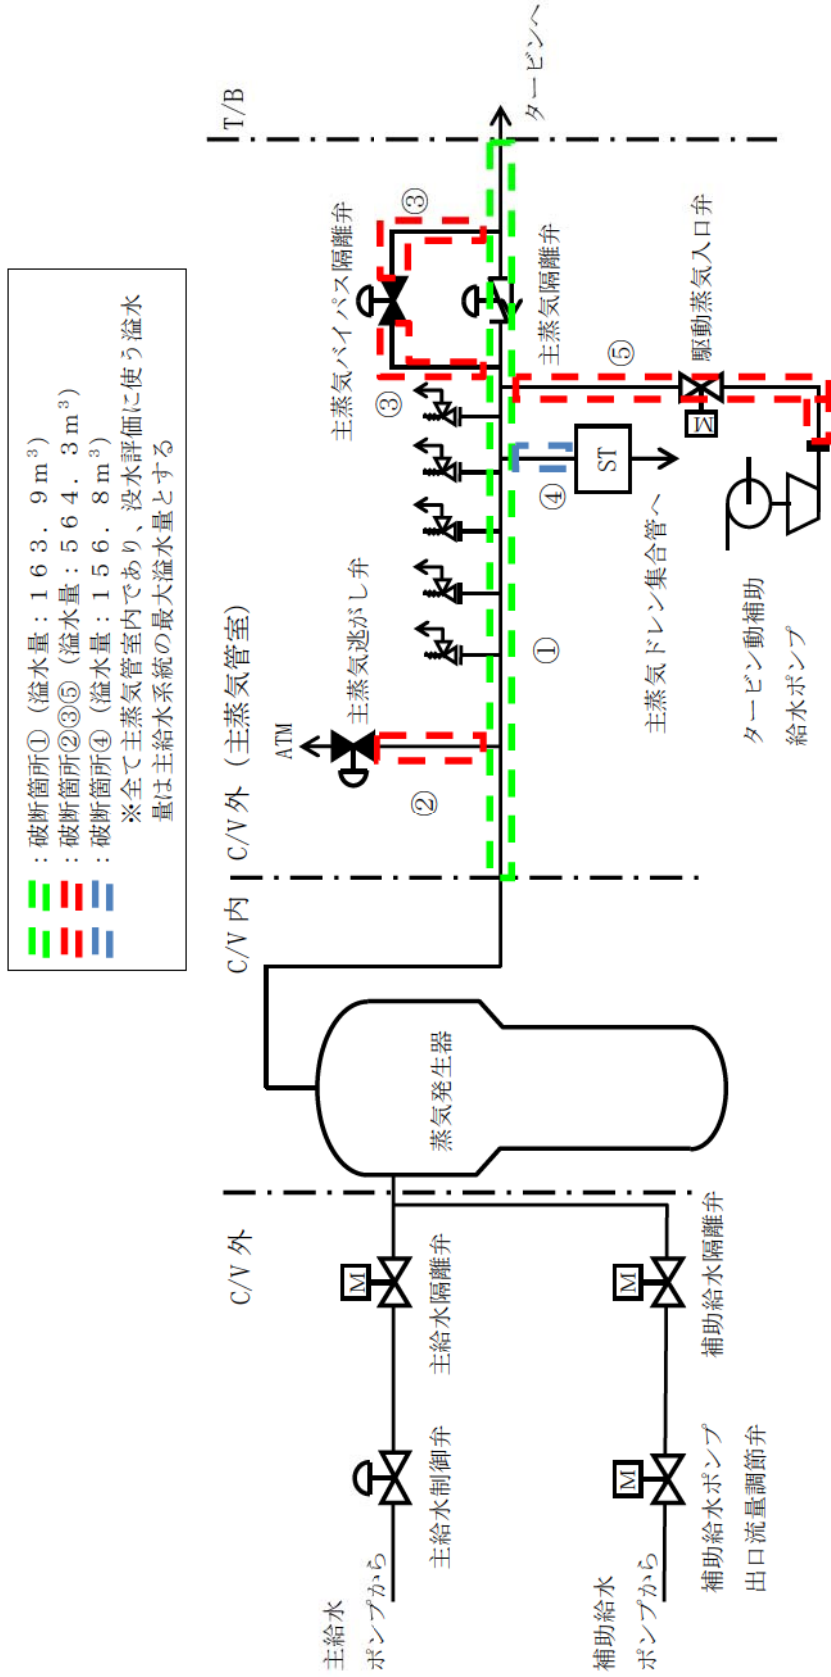 ：破断箇所①（溢水量：１６３．９ｍ³）
：破断箇所②③⑤（溢水量：５６４．３ｍ³）
：破断箇所④（溢水量：１５６．８ｍ³）
※全て主蒸気管室内であり、没水評価に使う溢水
量は主給水系統の最大溢水量とする
C/V 外
C/V 内
C/V 外（主蒸気管室）
T/B
ATM
主蒸気逃がし弁
主蒸気バイパス隔離弁
③
③
②
①
主蒸気隔離弁
タービンへ
④
ST
主蒸気ドレン集合管へ
⑤
M
駆動蒸気入口弁
タービン動補助
給水ポンプ
蒸気発生器
主給水
ポンプから
主給水制御弁
M
主給水隔離弁
補助給水
ポンプから
M
補助給水ポンプ
出口流量調節弁
M
補助給水隔離弁